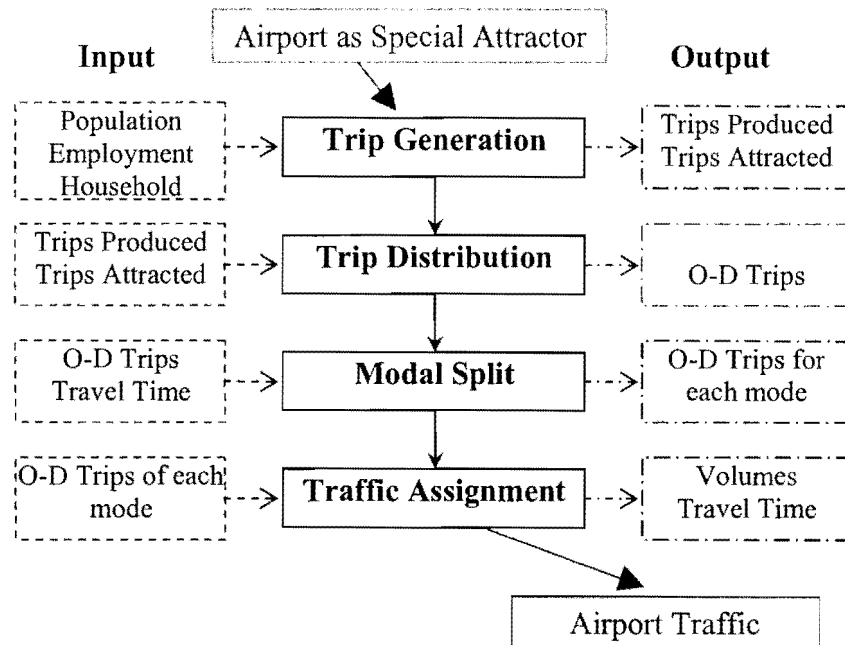 Airport as Special Attractor
Input
Output
Population
Employment
Household
Trip Generation
Trips Produced
Trips Attracted
Trips Produced
Trips Attracted
Trip Distribution
O-D Trips
O-D Trips
Travel Time
Modal Split
O-D Trips for
each mode
O-D Trips of each
mode
Traffic Assignment
Volumes
Travel Time
Airport Traffic